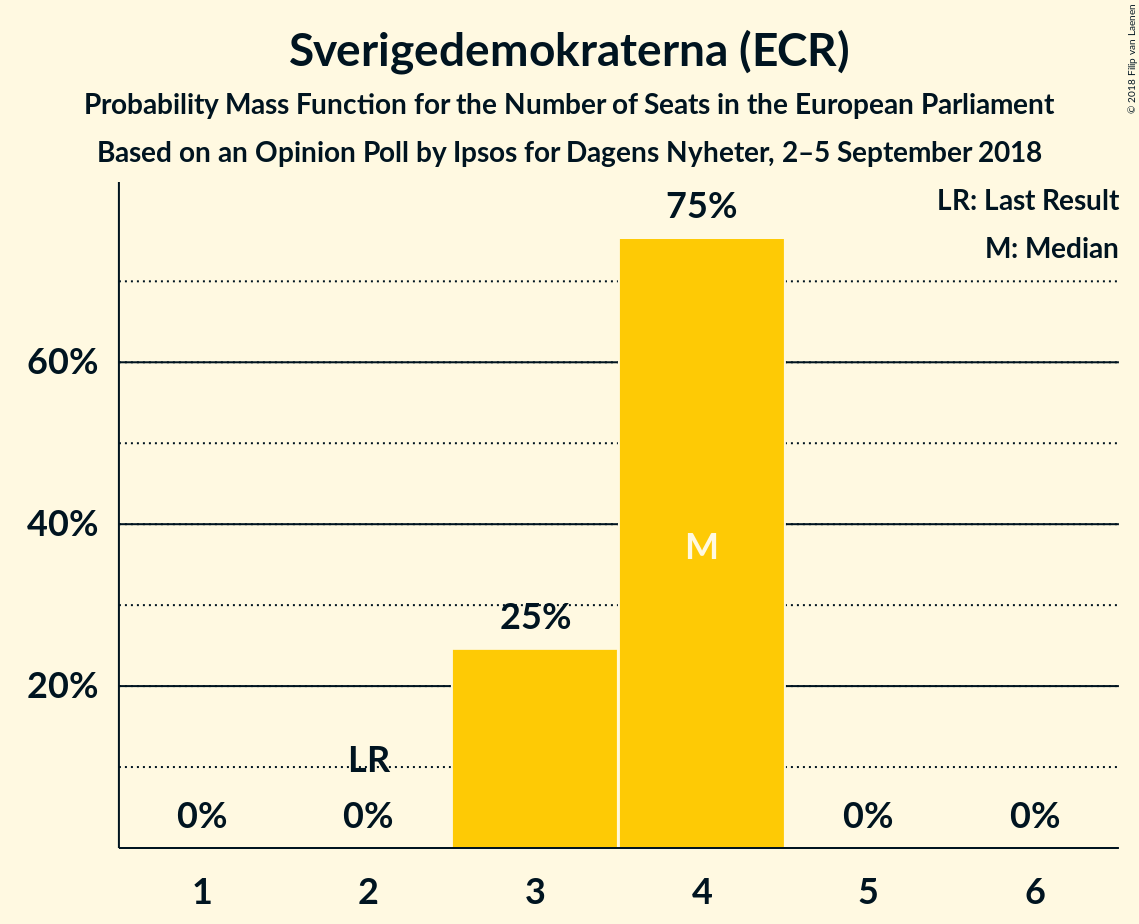 Sverigedemokraterna (ECR)
Probability Mass Function for the Number of Seats in the European Parliament
Based on an Opinion Poll by Ipsos for Dagens Nyheter, 2–5 September 2018
© 2018 Filip van Laenen
LR: Last Result
M: Median
75%
60%
40%
M
25%
20%
LR
0%
0%
0%
0%
1
2
3
4
5
6